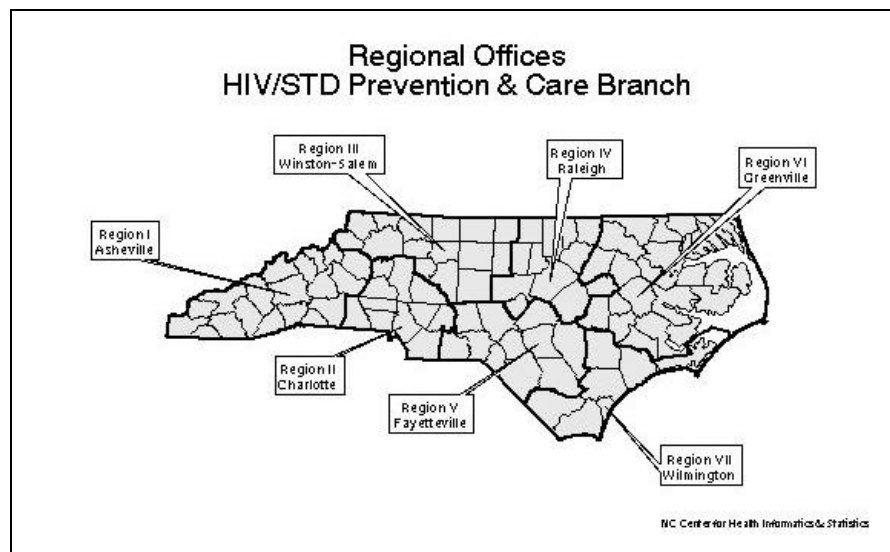 Regional Offices
HIV/STD Prevention & Care Branch
Region III
Winston-Salem
Region IV
Raleigh
Region VI
Greenville
Region I
Asheville
Region II
Charlotte
Region V
Fayetteville
Region VII
Wilmington
NC Center for Health Informatics & Statistics